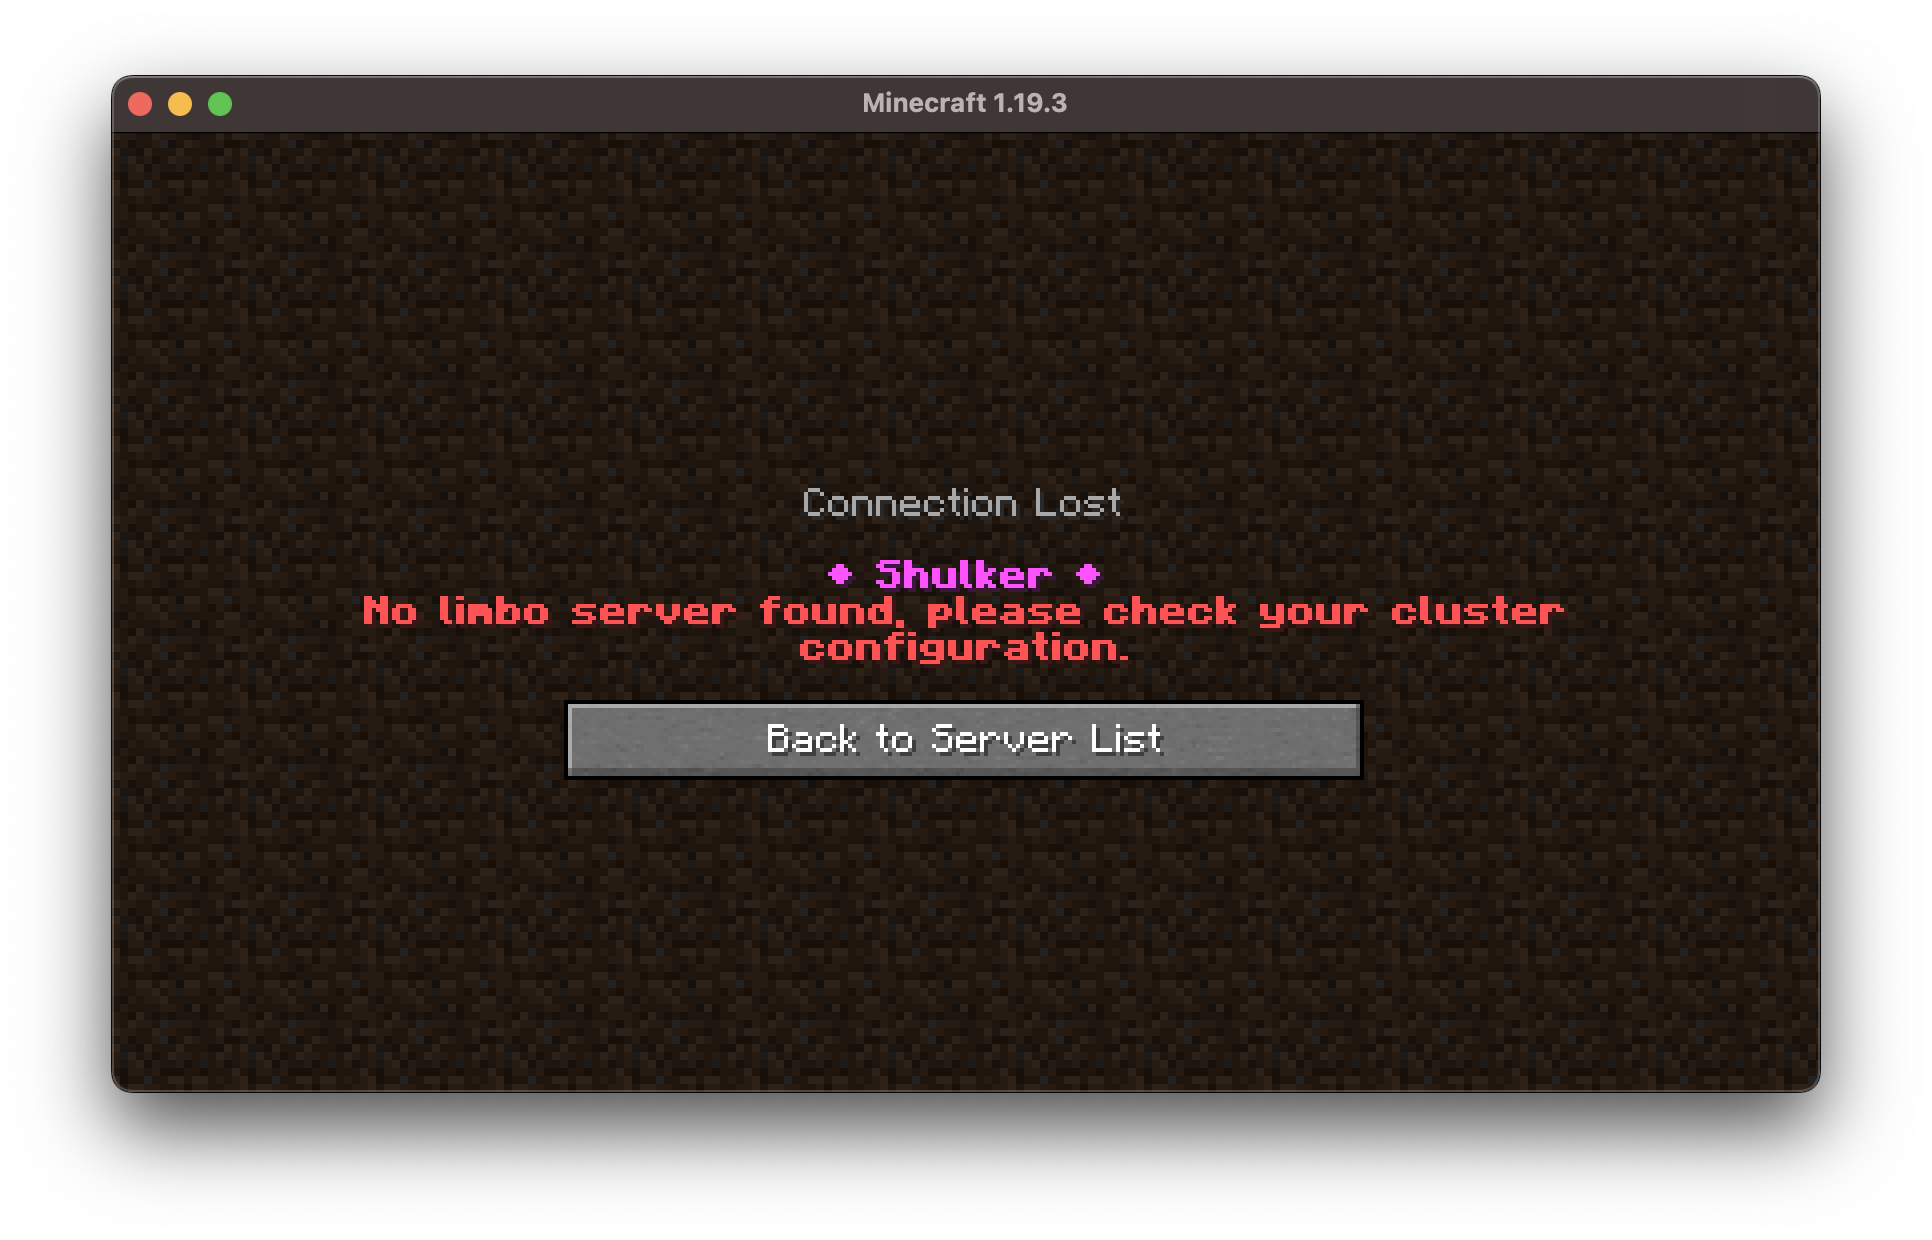 Minecraft 1.19.3
Connection Lost
◆ Shulker ◆
No limbo server found, please check your cluster
configuration.
Back to Server List